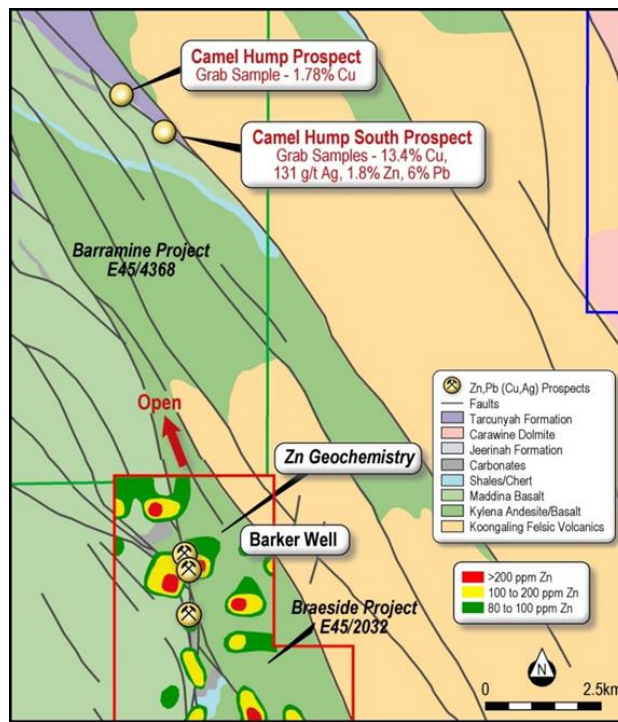 Camel Hump Prospect
Grab Sample - 1.78% Cu
Camel Hump South Prospect
Grab Samples - 13.4% Cu,
131 g/t Ag, 1.8% Zn, 6% Pb
Barramine Project
E45/4368
Open
Zn Geochemistry
Barker Well
Braeside Project
E45/2032
Zn,Pb (Cu,Ag) Prospects
Faults
Tarcunyah Formation
Carawine Dolmite
Jeerinah Formation
Carbonates
Shales/Chert
Maddina Basalt
Kylena Andesite/Basalt
Koongaling Felsic Volcanics
>200 ppm Zn
100 to 200 ppm Zn
80 to 100 ppm Zn
N
0 2.5km